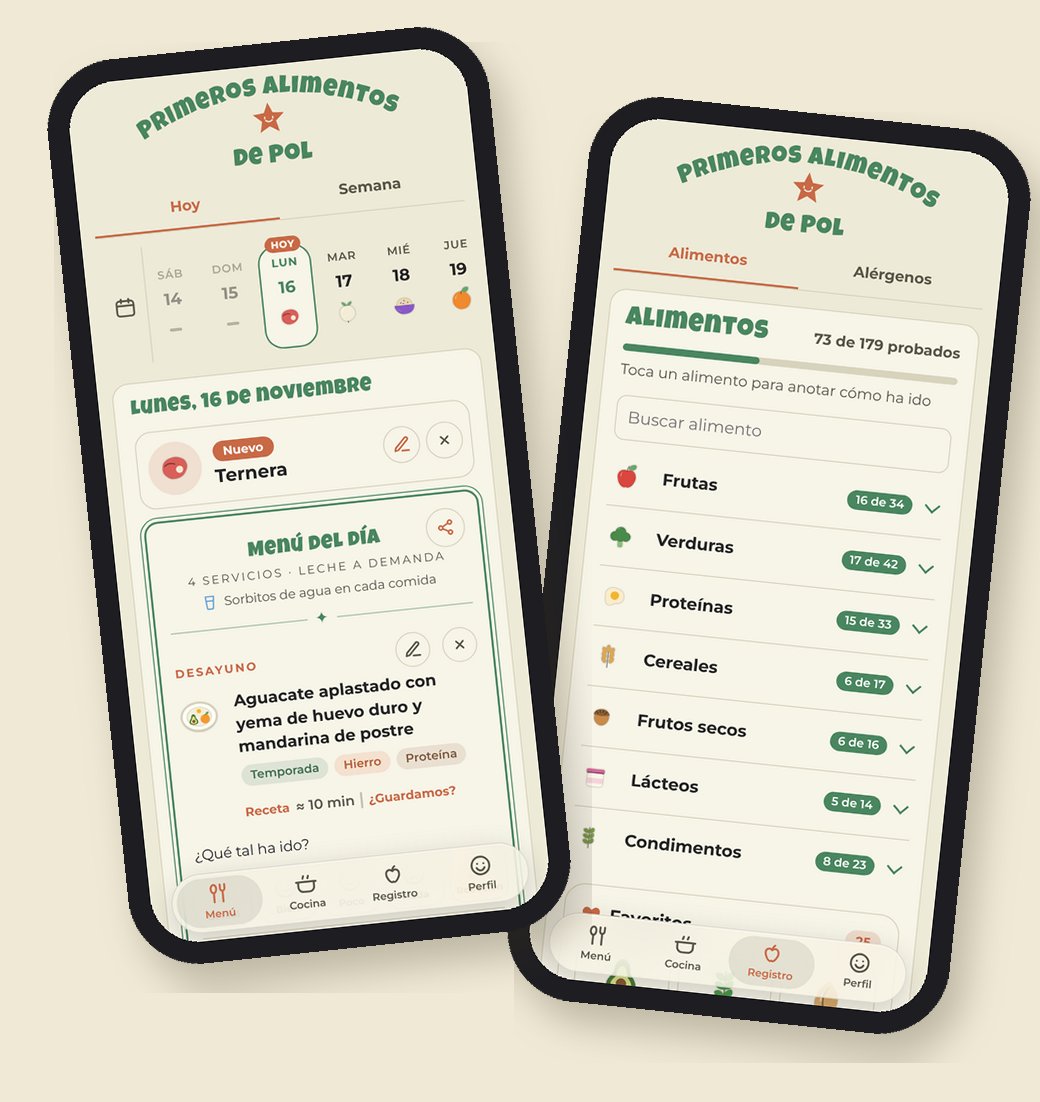 PRIMEROS ALIMENTOS
DE POL
Hoy
Semana
SÁB
14
DOM
15
HOY
LUN
16
MAR
17
MIÉ
18
JUE
19
Lunes, 16 de noviembre
Nuevo
Ternera
Menú del día
4 SERVICIOS · LECHE A DEMANDA
Sorbitos de agua en cada comida
DESAYUNO
Aguacate aplastado con
yema de huevo duro y
mandarina de postre
Temporada
Hierro
Proteína
Receta ≈ 10 min | ¿Guardamos?
¿Qué tal ha ido?
Menú
Cocina
Registro
Perfil
PRIMEROS ALIMENTOS
DE POL
Alimentos
Alérgenos
Alimentos
73 de 179 probados
Toca un alimento para anotar cómo ha ido
Buscar alimento
Frutas
16 de 34
Verduras
17 de 42
Proteínas
15 de 33
Cereales
6 de 17
Frutos secos
6 de 16
Lácteos
5 de 14
Condimentos
8 de 23
Favoritos
25
Menú
Cocina
Registro
Perfil